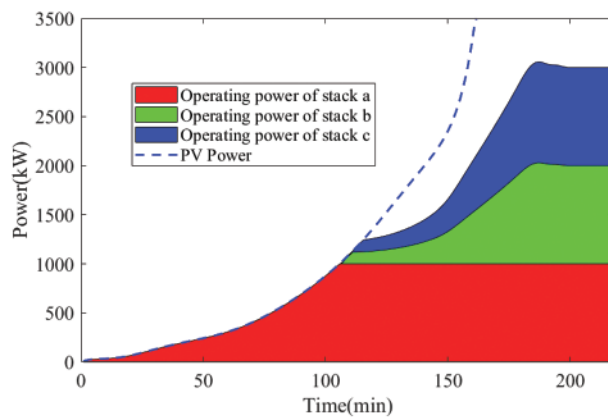 3500
3000
2500
2000
1500
1000
500
0
Power(kW)
Operating power of stack a
Operating power of stack b
Operating power of stack c
PV Power
0 50 100 150 200
Time(min)